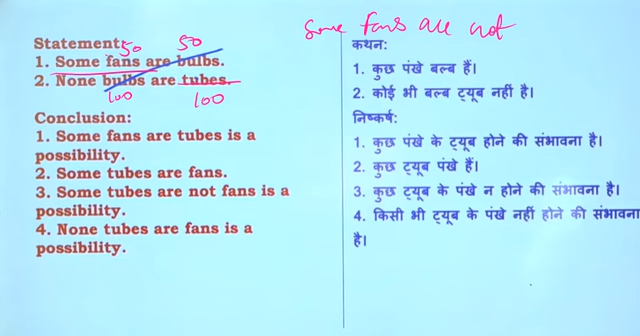 Some fans are not
Statement:
50 50
1. Some fans are bulbs.
2. None bulbs are tubes.
100 100
Conclusion:
1. Some fans are tubes is a
possibility.
2. Some tubes are fans.
3. Some tubes are not fans is a
possibility.
4. None tubes are fans is a
possibility.
कथन:
1. कुछ पंखे बल्ब हैं।
2. कोई भी बल्ब ट्यूब नहीं है।
निष्कर्ष:
1. कुछ पंखे के ट्यूब होने की संभावना है।
2. कुछ ट्यूब पंखे हैं।
3. कुछ ट्यूब के पंखे न होने की संभावना है।
4. किसी भी ट्यूब के पंखे नहीं होने की संभावना
है।